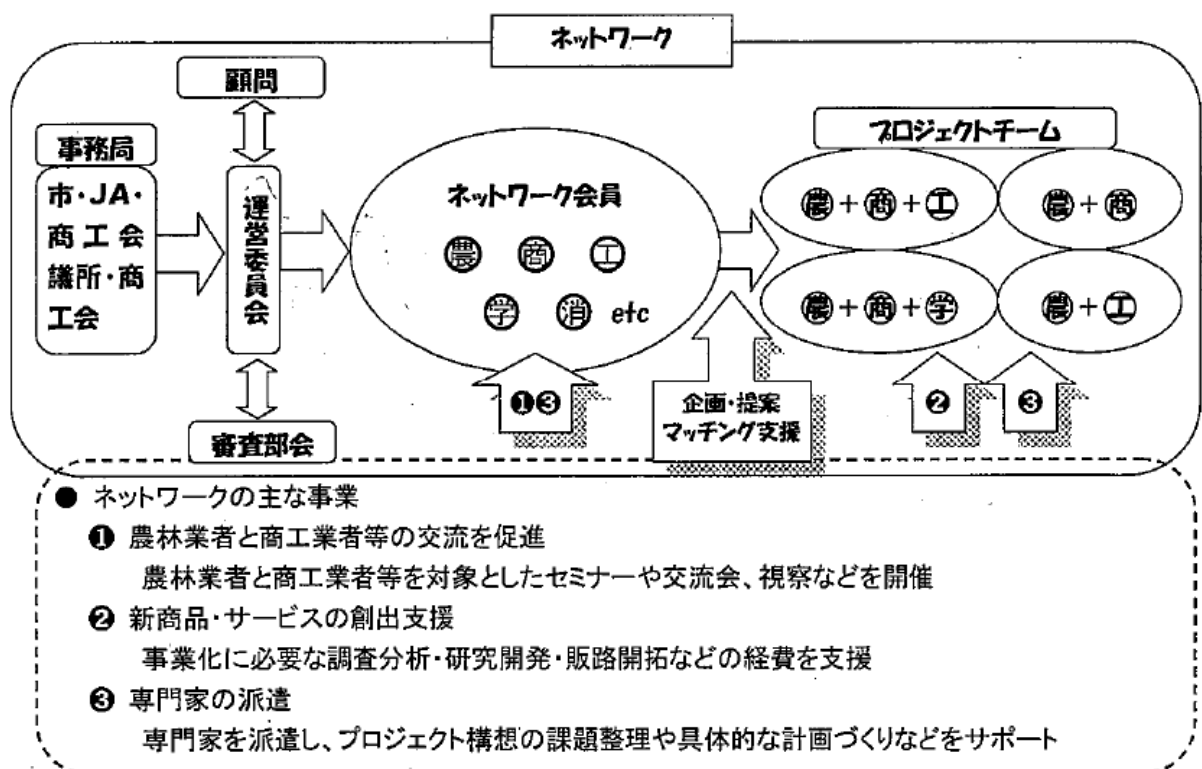 ネットワーク
顧問
事務局
市・JA・
商工会
議所・商
工会
運営委員会
審査部会
ネットワーク会員
農 商 工
学 消 etc
❶❸
企画・提案
マッチング支援
プロジェクトチーム
農+商+工
農+商
農+商+学
農+工
❷
❸
● ネットワークの主な事業
❶ 農林業者と商工業者等の交流を促進
農林業者と商工業者等を対象としたセミナーや交流会、視察などを開催
❷ 新商品・サービスの創出支援
事業化に必要な調査分析・研究開発・販路開拓などの経費を支援
❸ 専門家の派遣
専門家を派遣し、プロジェクト構想の課題整理や具体的な計画づくりなどをサポート